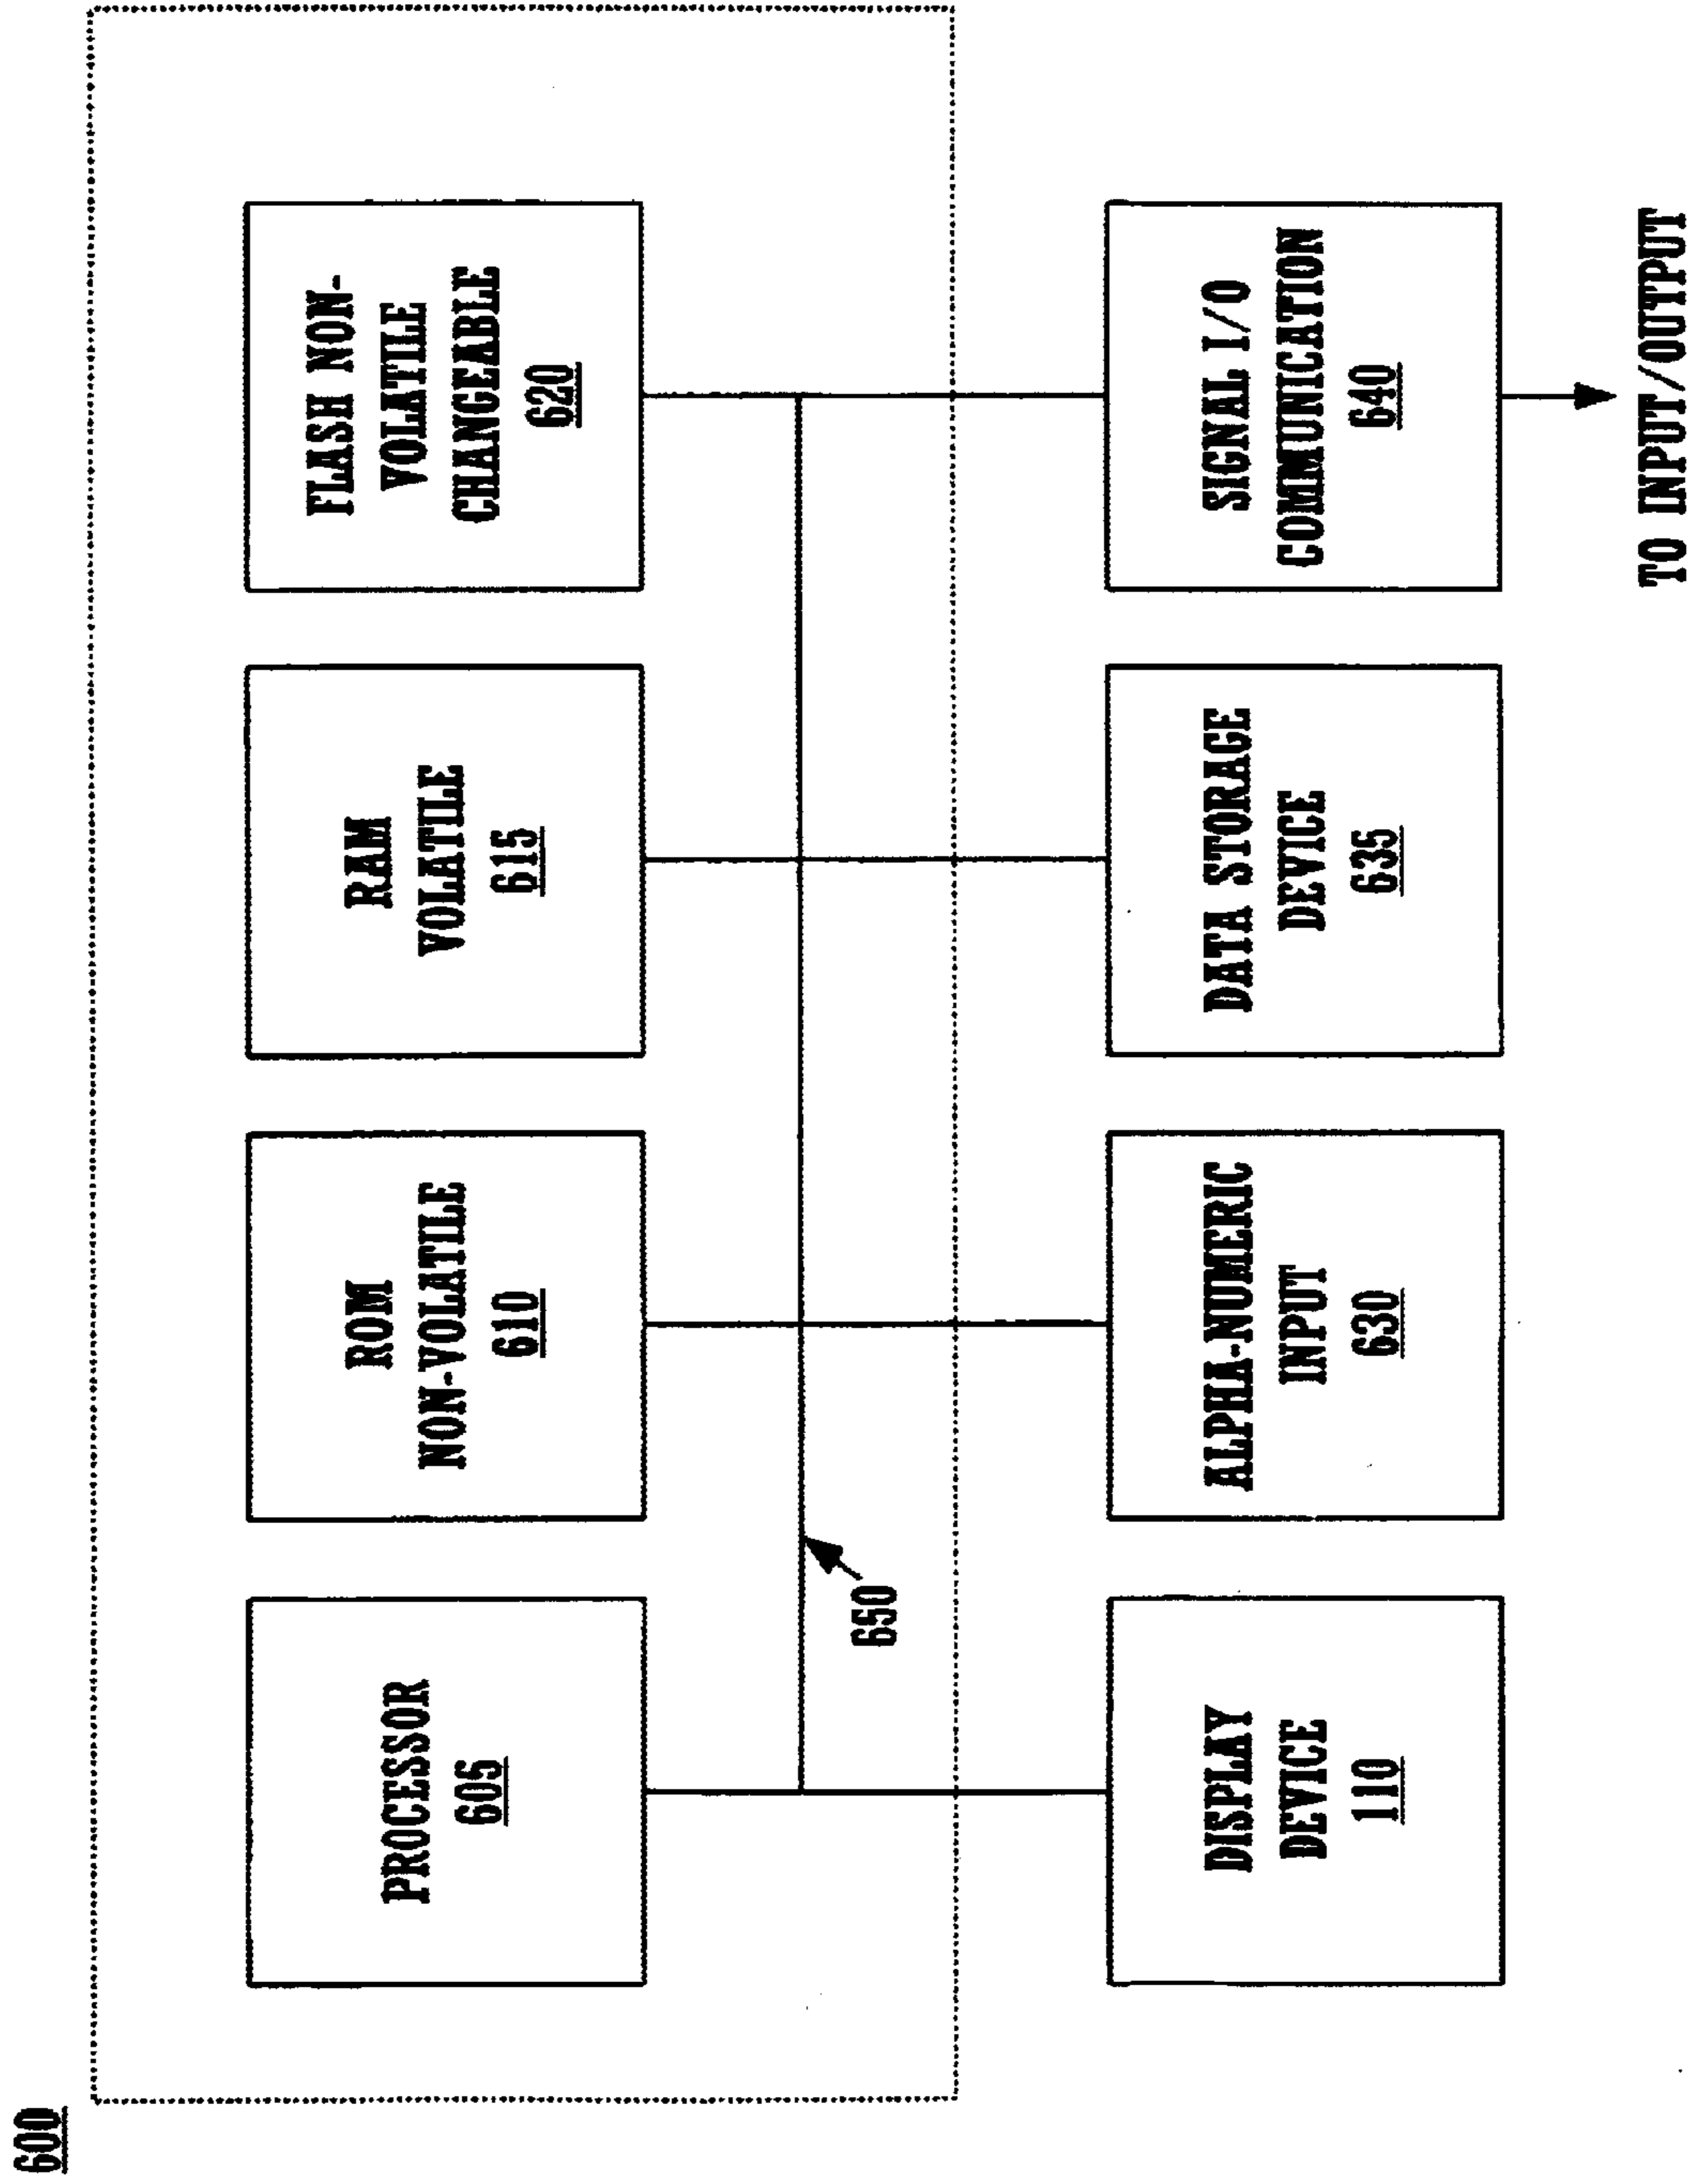 600
PROCESSOR
605
ROM
NON-VOLATILE
610
RAM
VOLATILE
615
FLASH NON-
VOLATILE
CHANGEABLE
620
650
DISPLAY
DEVICE
110
ALPHA-NUMERIC
INPUT
630
DATA STORAGE
DEVICE
635
SIGNAL I/O
COMMUNICATION
640
TO INPUT/OUTPUT